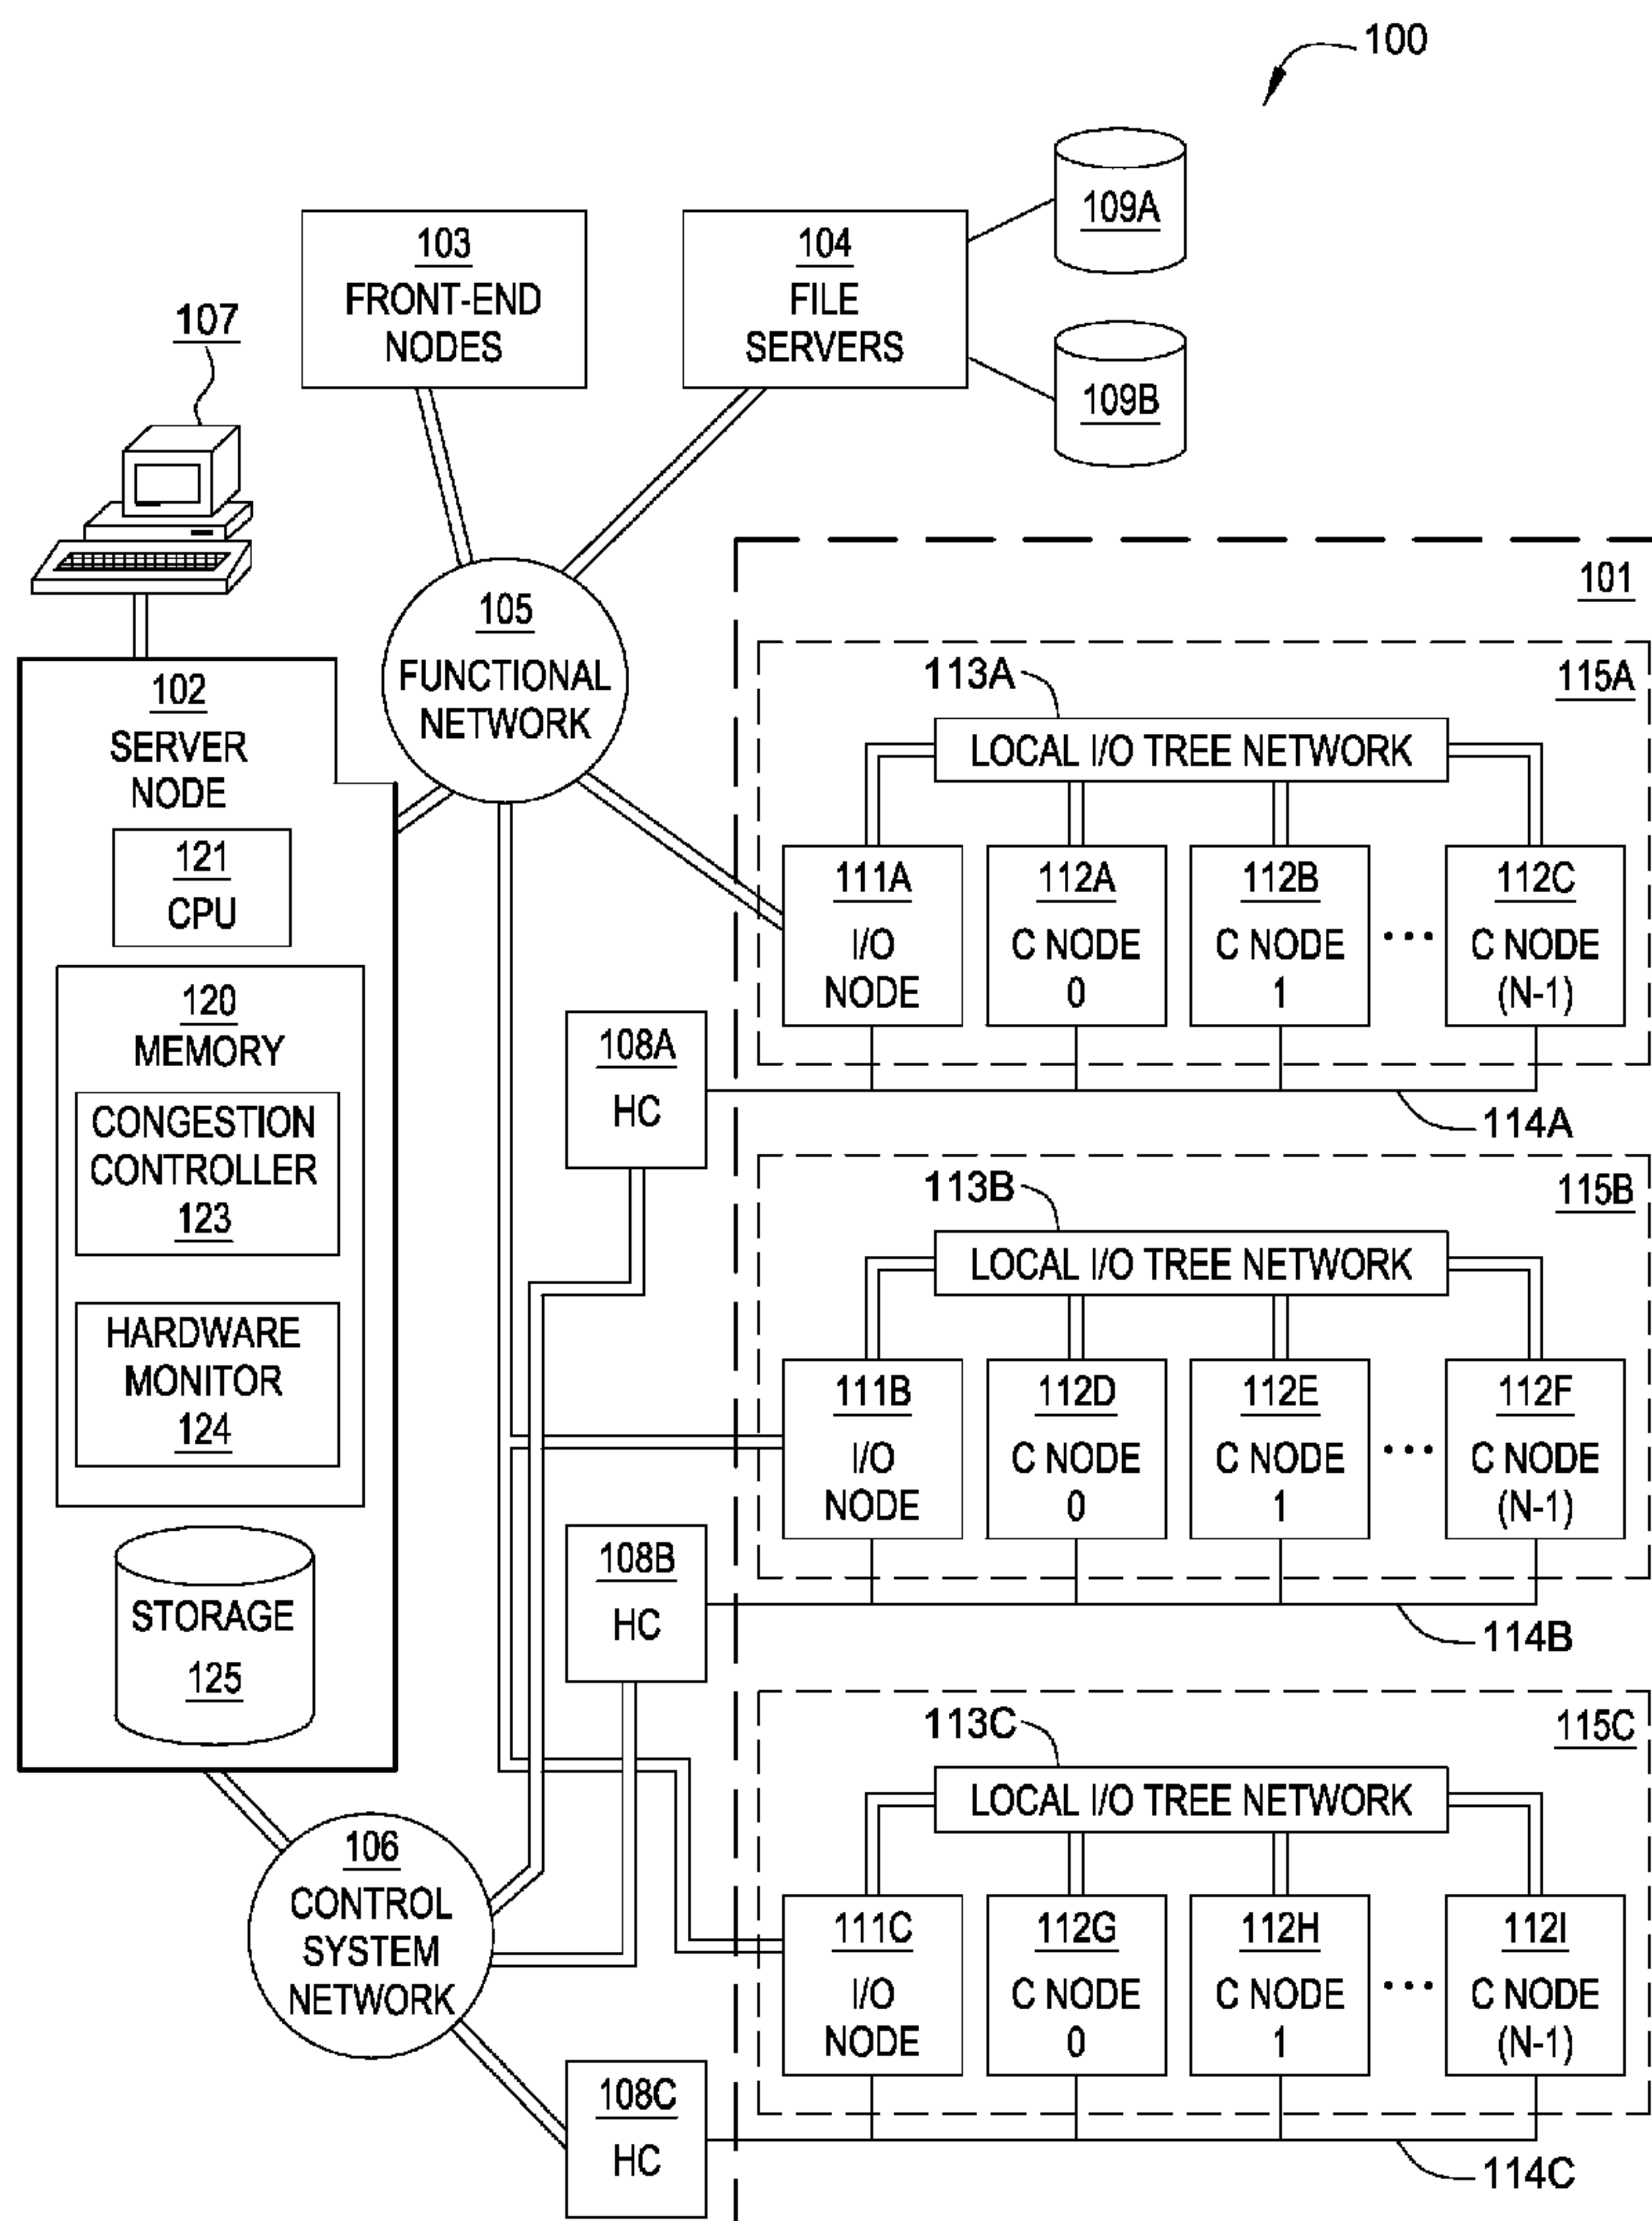 100
109A
103
FRONT-END
NODES
104
FILE
SERVERS
109B
107
101
105
FUNCTIONAL
NETWORK
102
SERVER
NODE
121
CPU
120
MEMORY
CONGESTION
CONTROLLER
123
HARDWARE
MONITOR
124
STORAGE
125
106
CONTROL
SYSTEM
NETWORK
108A
HC
108B
HC
108C
HC
115A
113A
LOCAL I/O TREE NETWORK
111A
I/O
NODE
112A
C NODE
0
112B
C NODE
1
...
112C
C NODE
(N-1)
114A
115B
113B
LOCAL I/O TREE NETWORK
111B
I/O
NODE
112D
C NODE
0
112E
C NODE
1
...
112F
C NODE
(N-1)
114B
115C
113C
LOCAL I/O TREE NETWORK
111C
I/O
NODE
112G
C NODE
0
112H
C NODE
1
...
112I
C NODE
(N-1)
114C